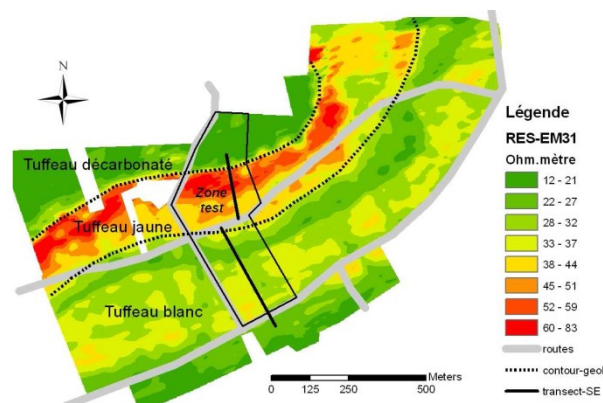 N
Tuffeau décarbonaté
Zone
test
Tuffeau jaune
Tuffeau blanc
Légende
RES-EM31
Ohm.mètre
12 - 21
22 - 27
28 - 32
33 - 37
38 - 44
45 - 51
52 - 59
60 - 83
routes
contour-geol
transect-SE
Meters
0 125 250 500